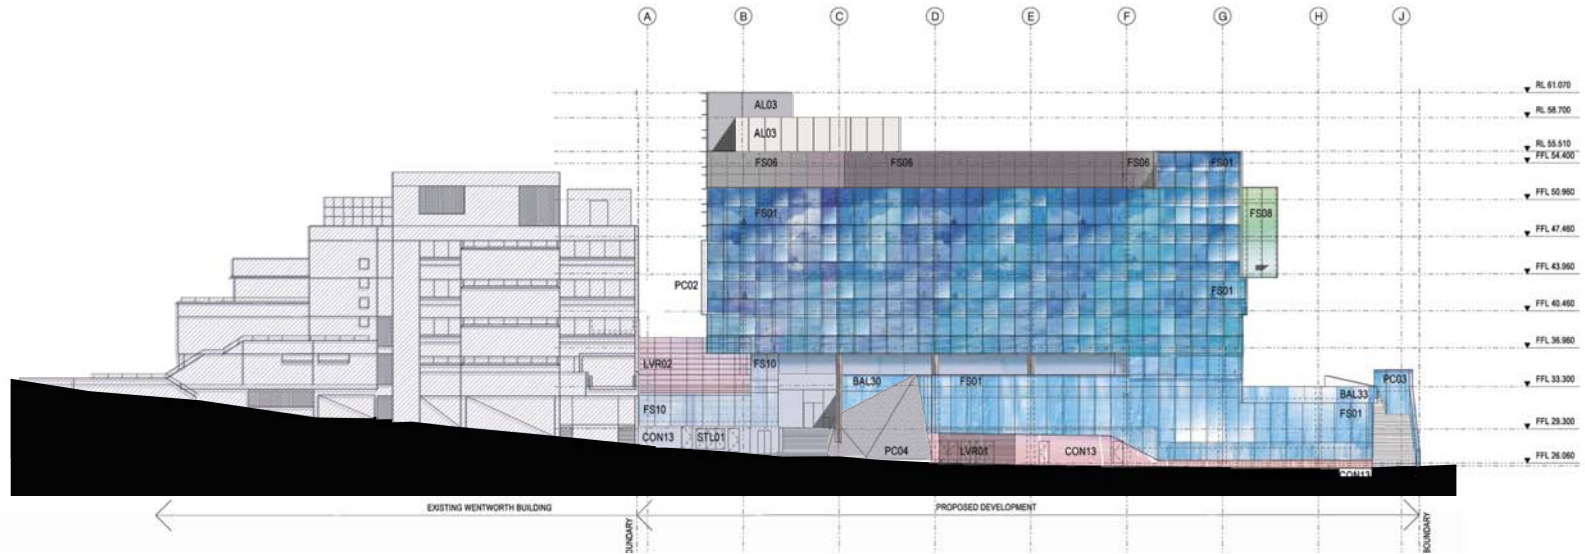 A B C D E F G H J
RL 61.070
AL03
RL 58.700
AL03
RL 55.510
FS06 FS06 FS06 FS01
FFL 54.400
FFL 50.960
FS01 FS08
FFL 47.460
FFL 43.960
PC02 FS01
FFL 40.460
FFL 36.960
LVR02 FS10
BAL30 FS01 PC03
FFL 33.300
BAL33
FS10 FS01
FFL 29.300
CON13 STL01
PC04 LVR01 CON13
FFL 26.060
CON13
EXISTING WENTWORTH BUILDING PROPOSED DEVELOPMENT
OUNDARY BOUNDARY